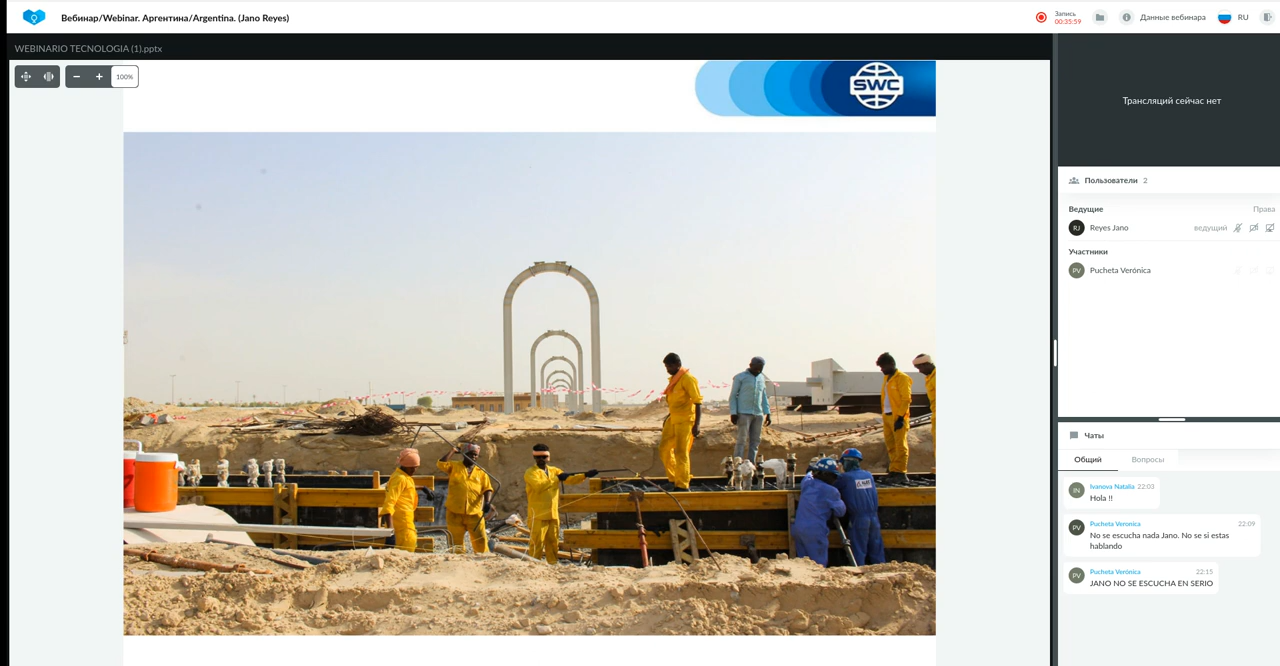 Вебинар/Webinar. Аргентина/Argentina. (Jano Reyes)
Запись
00:35:59
Данные вебинара
RU
WEBINARIO TECNOLOGIA (1).pptx
100%
SWC
Трансляций сейчас нет
Пользователи 2
Ведущие Права
RJ Reyes Jano ведущий
Участники
PV Pucheta Verónica
Чаты
Общий Вопросы
IN Ivanova Natalia 22:03
Hola !!
PV Pucheta Veronica 22:09
No se escucha nada Jano. No se si estas
hablando
PV Pucheta Verónica 22:15
JANO NO SE ESCUCHA EN SERIO